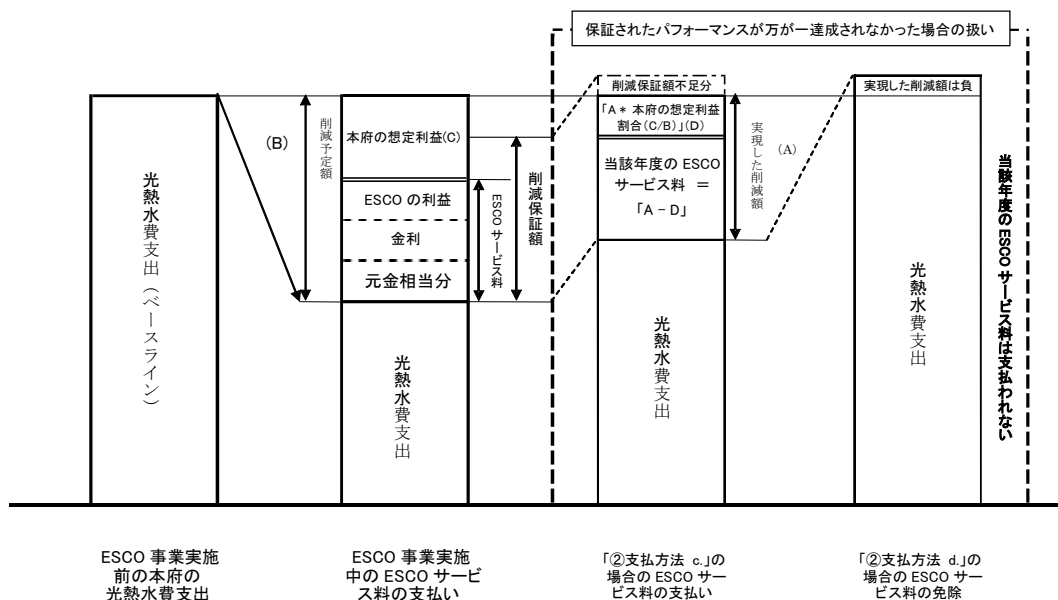 保証されたパフォーマンスが万が一達成されなかった場合の扱い
光熱水費支出(ベースライン)
(B)
削減予定額
本府の想定利益(C)
ESCO の利益
金利
元金相当分
光熱水費支出
ESCO サービス料
削減保証額
削減保証額不足分
「A * 本府の想定利益
割合(C/B)」(D)
当該年度の ESCO
サービス料 =
「A - D」
光熱水費支出
実現した削減額
(A)
実現した削減額は負
光熱水費支出
当該年度の ESCO サービス料は支払われない
ESCO 事業実施
前の本府の
光熱水費支出
ESCO 事業実施
中の ESCO サービ
ス料の支払い
「②支払方法 c.」の
場合の ESCO サー
ビス料の支払い
「②支払方法 d.」の
場合の ESCO サー
ビス料の免除